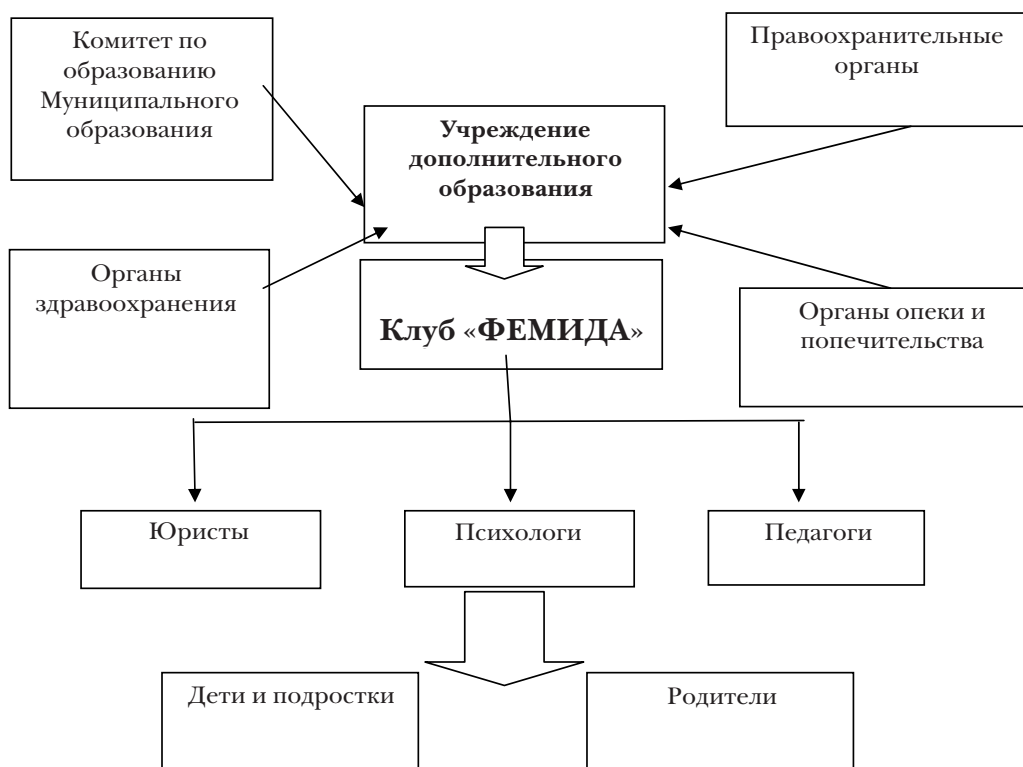 Комитет по
образованию
Муниципального
образования
Правоохранительные
органы
Учреждение
дополнительного
образования
Органы
здравоохранения
Клуб «ФЕМИДА»
Органы опеки и
попечительства
Юристы
Психологи
Педагоги
Дети и подростки
Родители